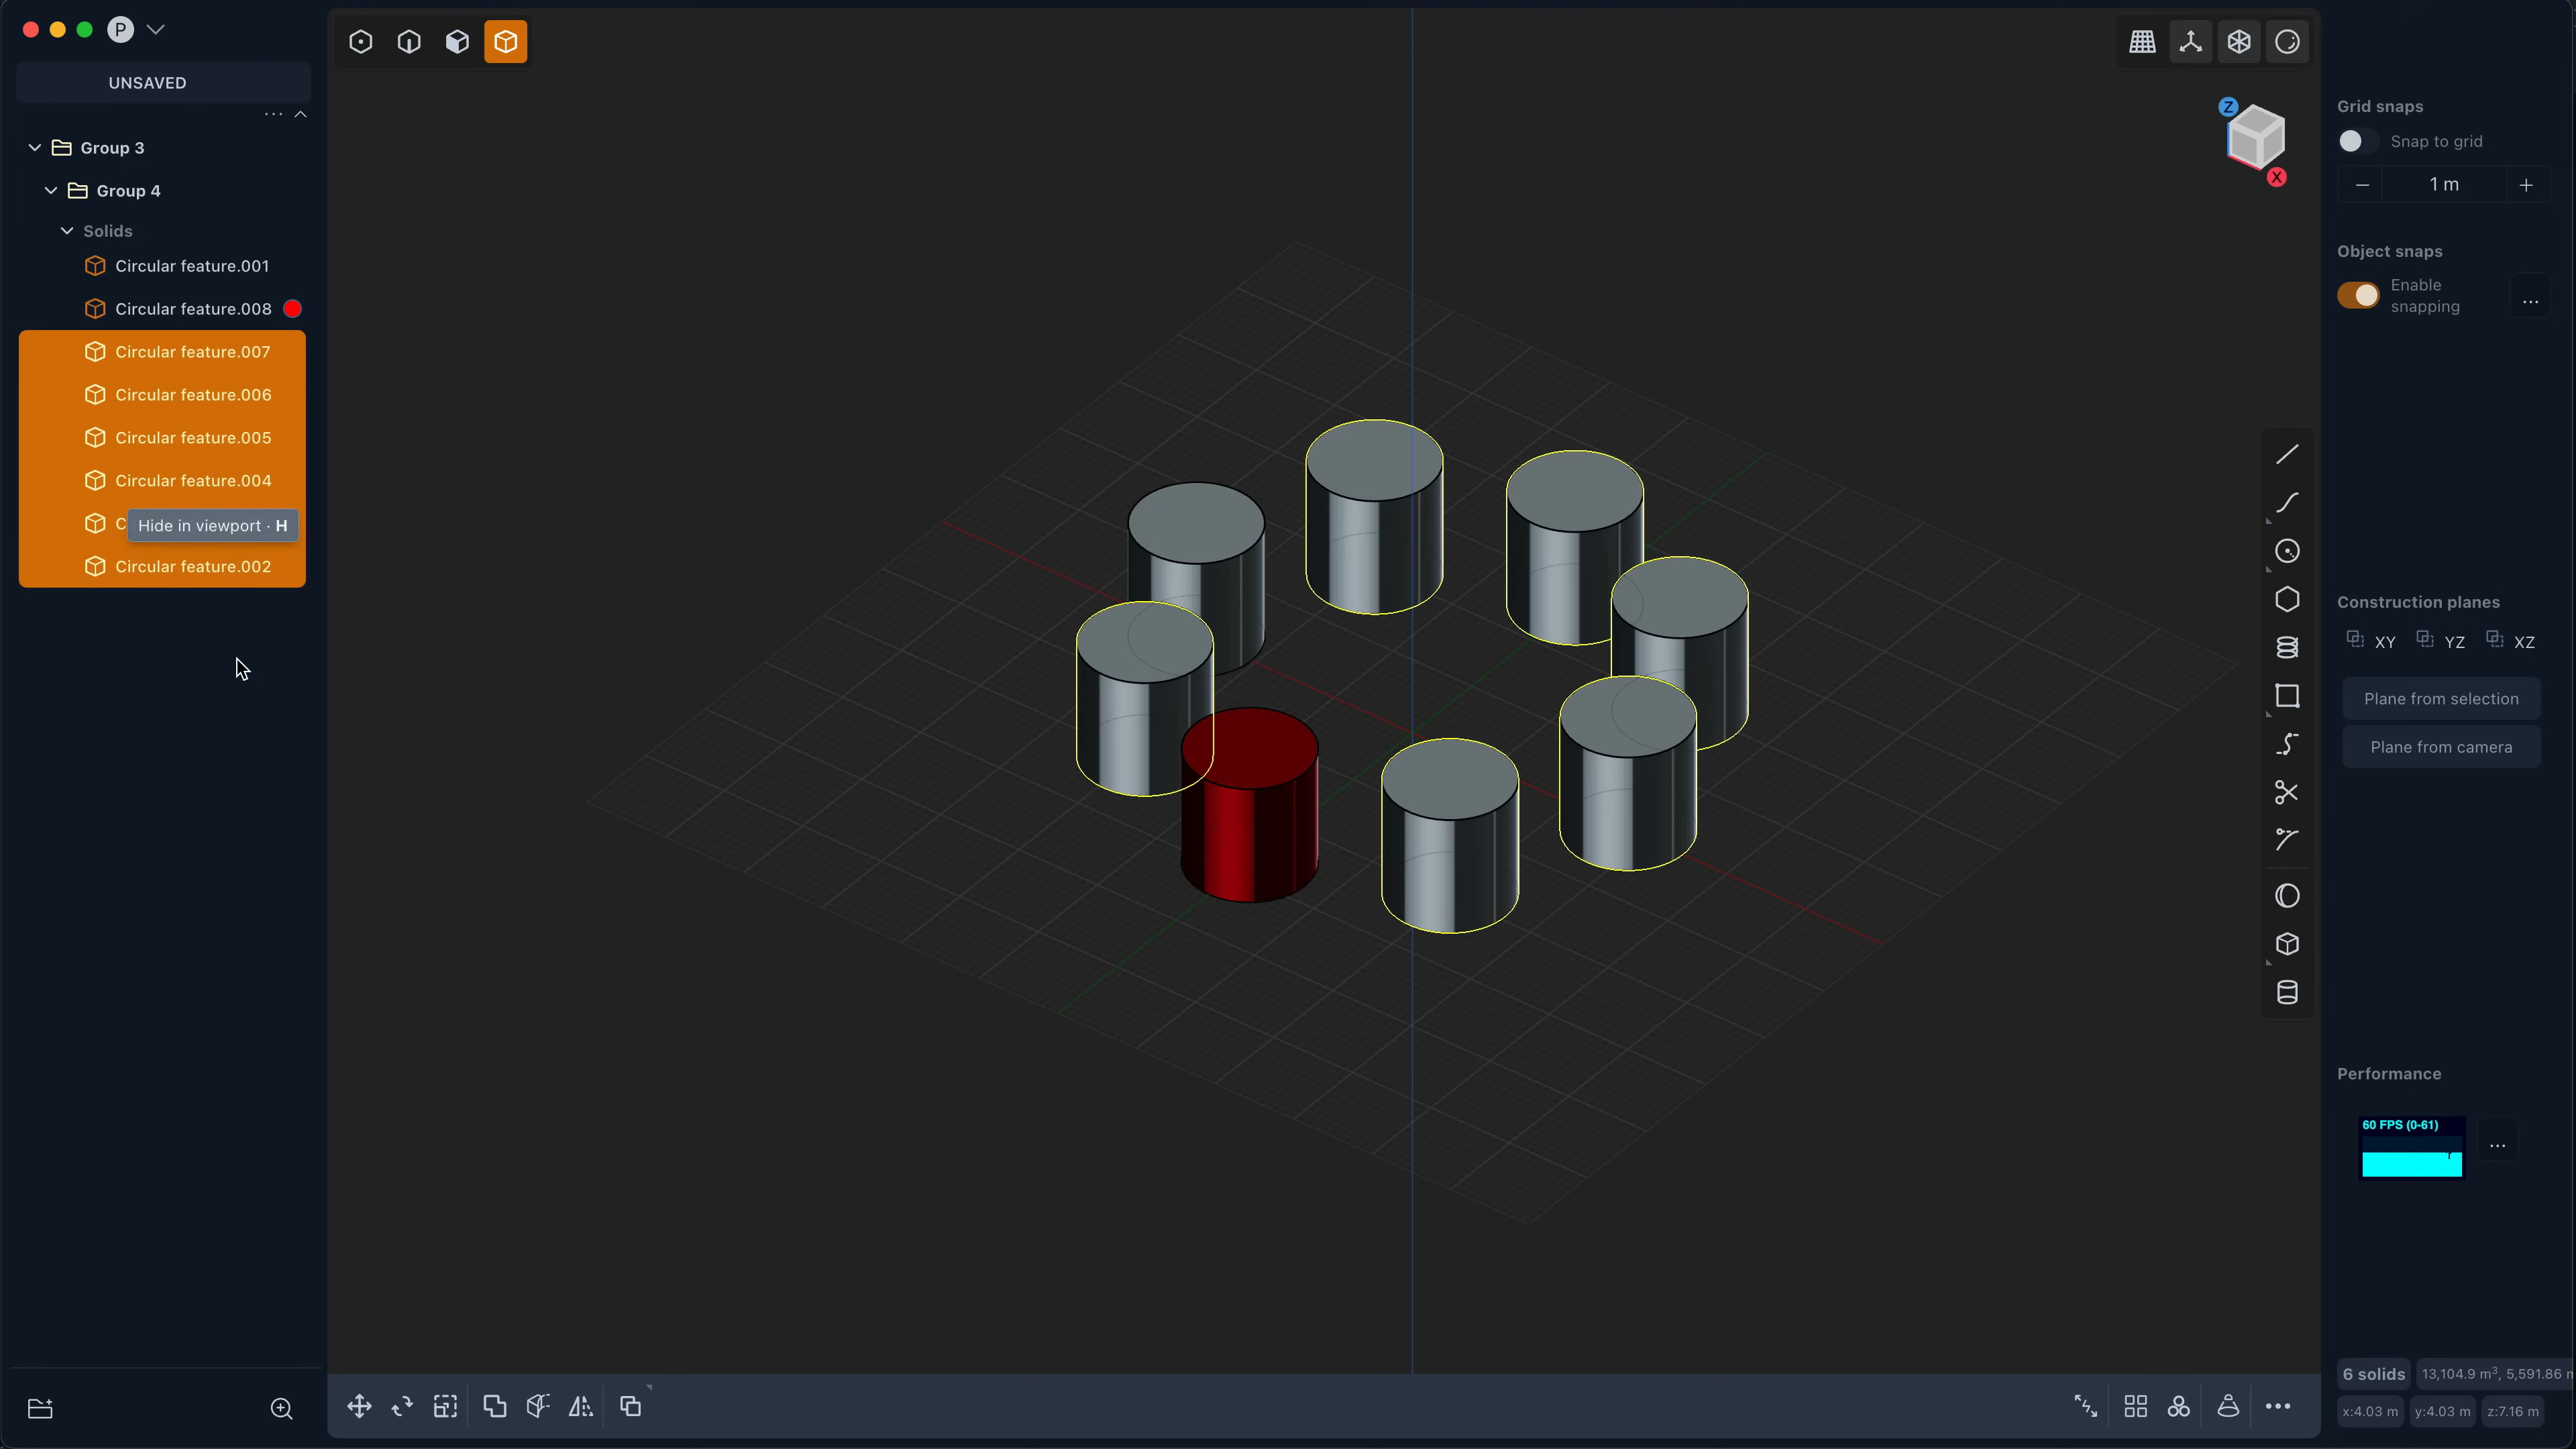 P
UNSAVED
Group 3
Group 4
Solids
Circular feature.001
Circular feature.008
Circular feature.007
Circular feature.006
Circular feature.005
Circular feature.004
C
Hide in viewport · H
Circular feature.002
Z
X
Grid snaps
Snap to grid
1 m
Object snaps
Enable
snapping
Construction planes
XY YZ XZ
Plane from selection
Plane from camera
Performance
60 FPS (0-61)
6 solids 13,104.9 m³, 5,591.86
x:4.03 m y:4.03 m z:7.16 m